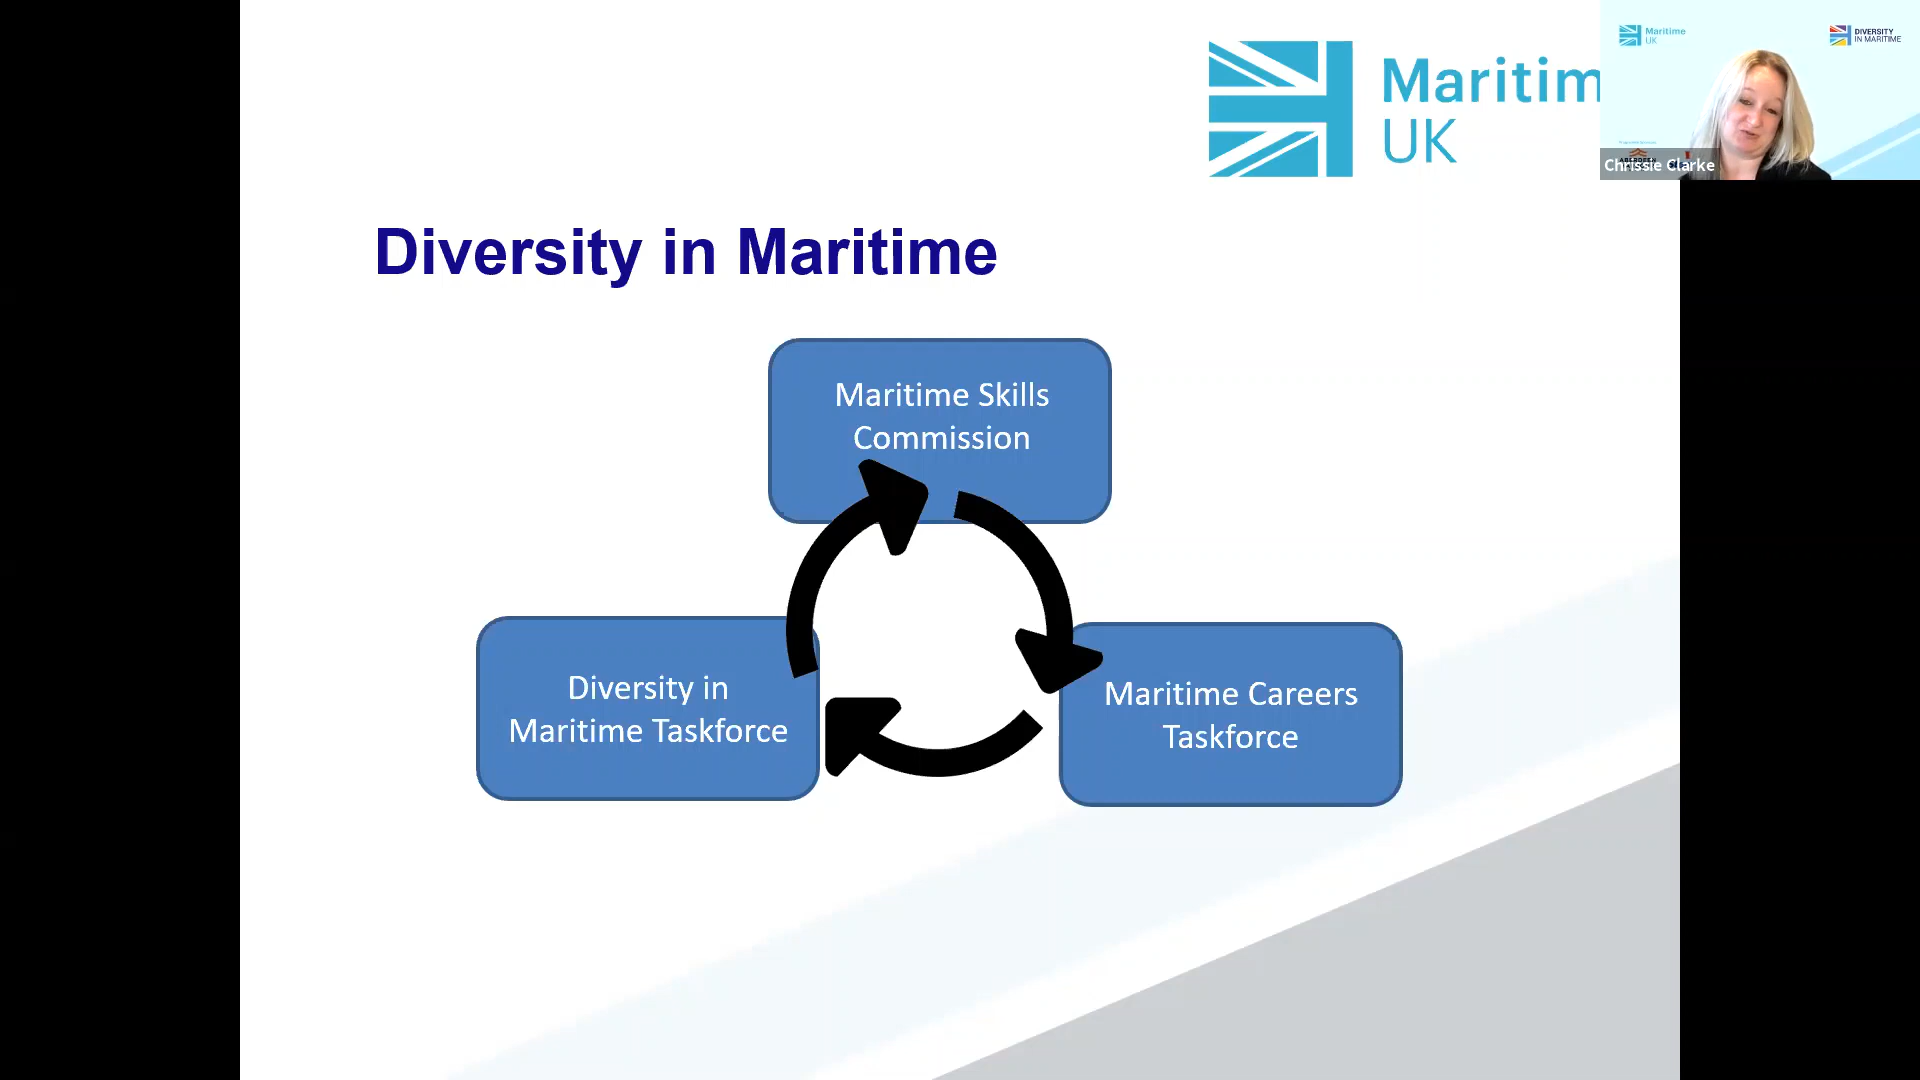 Maritim
UK
Maritime
UK
DIVERSITY
IN MARITIME
Chrissie Clarke
Diversity in Maritime
Maritime Skills
Commission
Diversity in
Maritime Taskforce
Maritime Careers
Taskforce